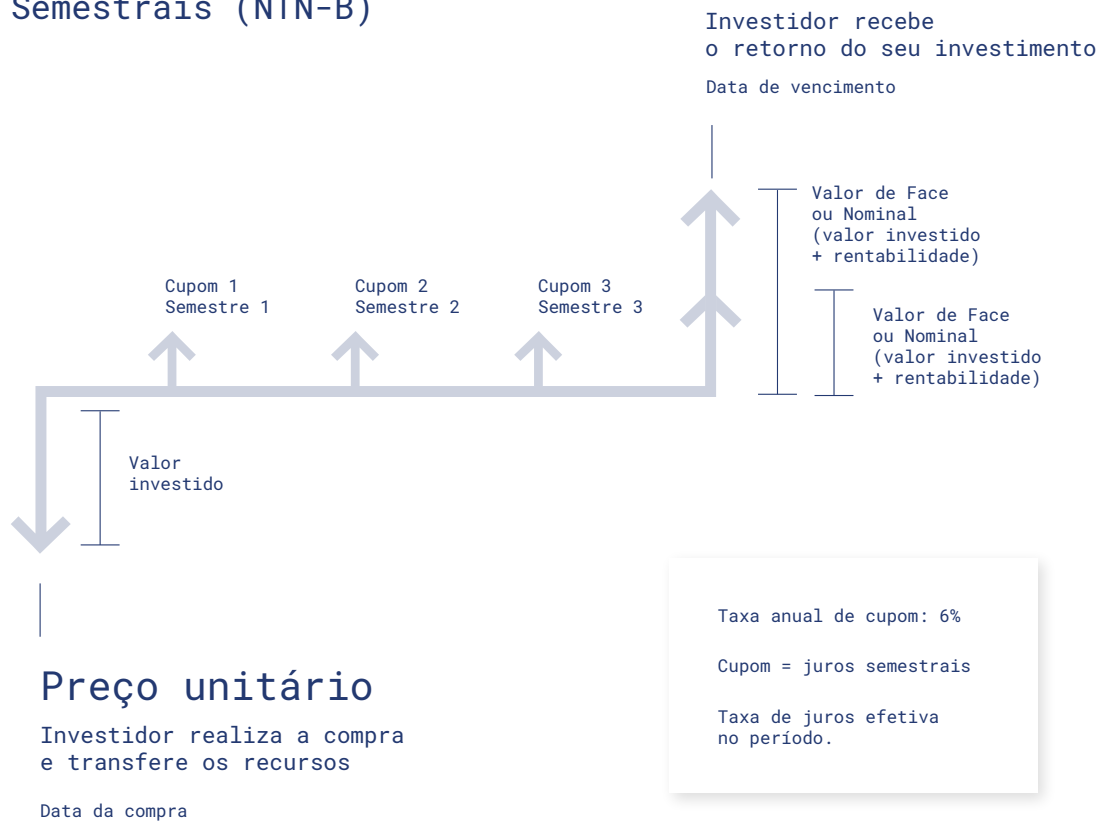 Semestrais (NTN-B)
Investidor recebe
o retorno do seu investimento
Data de vencimento
Valor de Face
ou Nominal
(valor investido
+ rentabilidade)
Cupom 1
Semestre 1
Cupom 2
Semestre 2
Cupom 3
Semestre 3
Valor de Face
ou Nominal
(valor investido
+ rentabilidade)
Valor
investido
Preço unitário
Investidor realiza a compra
e transfere os recursos
Data da compra
Taxa anual de cupom: 6%
Cupom = juros semestrais
Taxa de juros efetiva
no período.